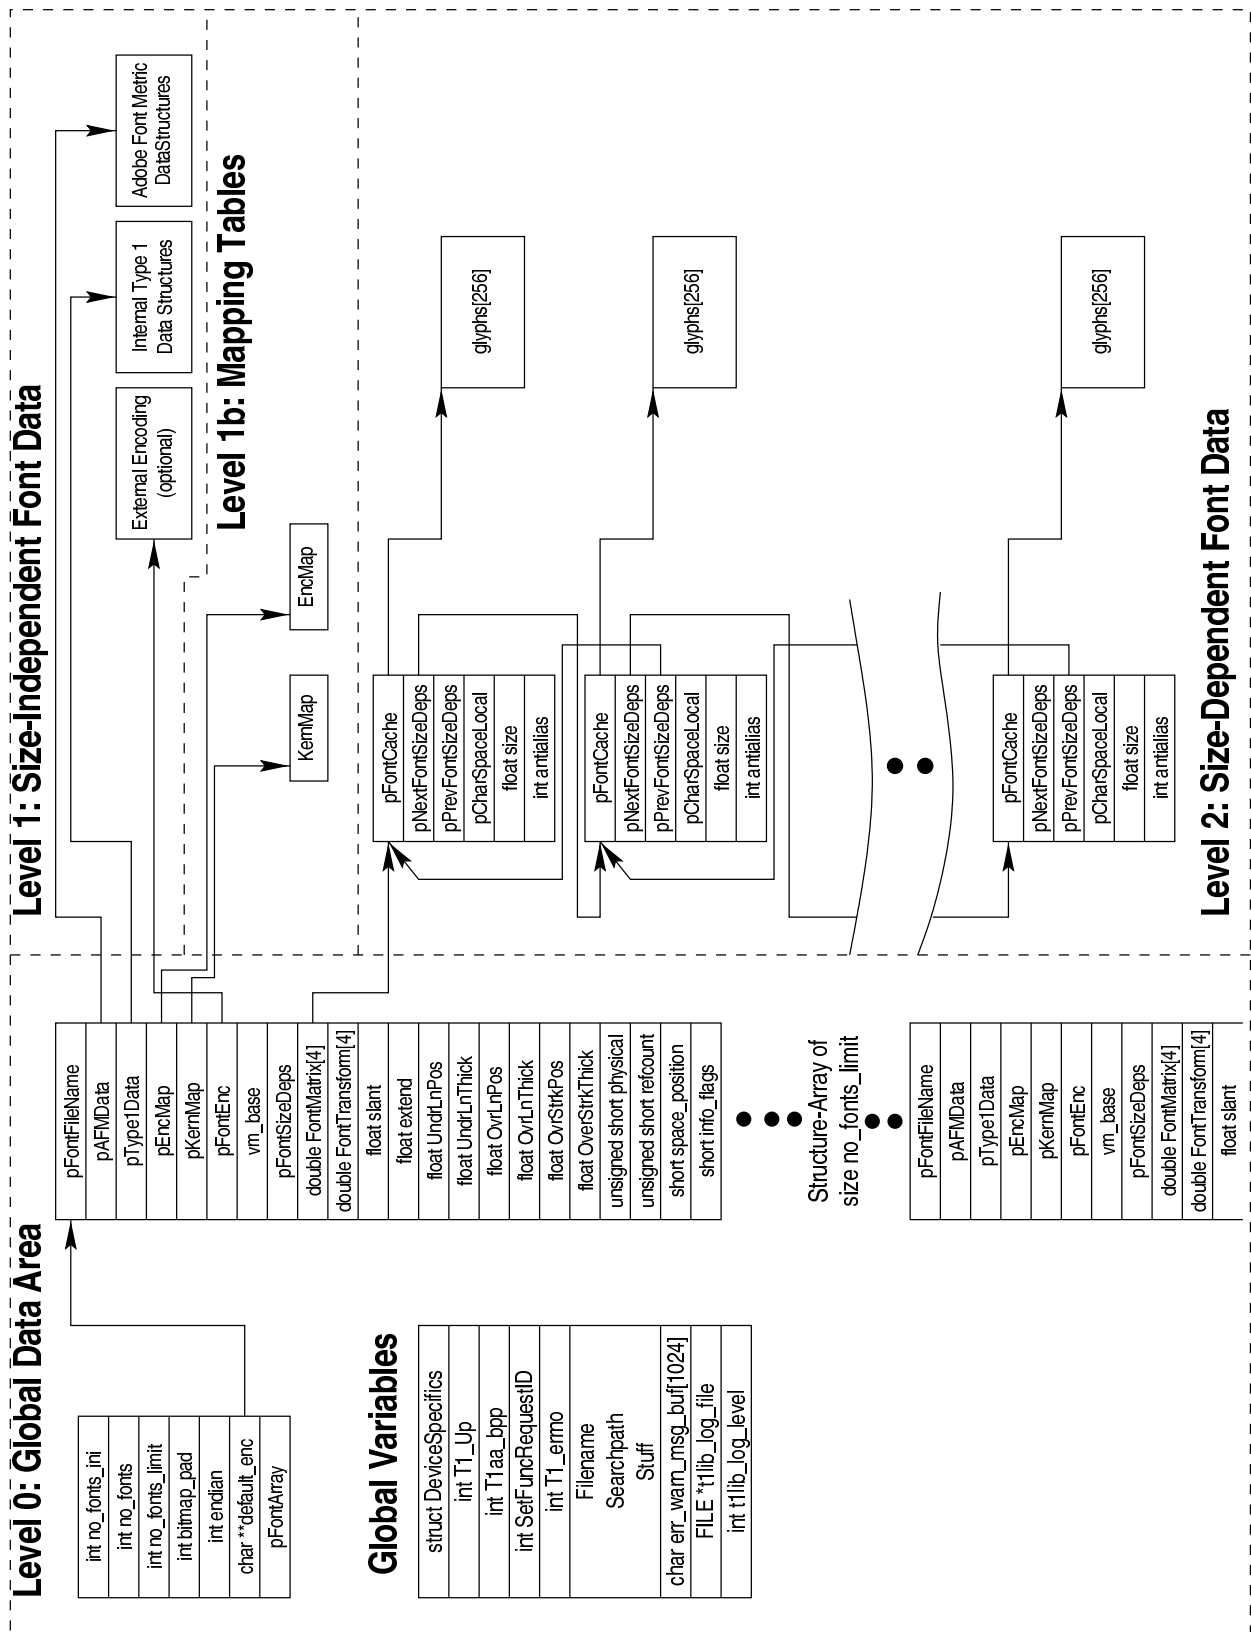 Level 0: Global Data Area
int no_fonts_ini
int no_fonts
int no_fonts_limit
int bitmap_pad
int endian
char **default_enc
pFontArray
Global Variables
struct DeviceSpecifics
int T1_Up
int T1aa_bpp
int SetFuncRequestID
int T1_errno
Filename
Searchpath
Stuff
char err_warn_msg_buf[1024]
FILE *t1lib_log_file
int t1lib_log_level
pFontFileName
pAFMData
pType1Data
pEncMap
pKernMap
pFontEnc
vm_base
pFontSizeDeps
double FontMatrix[4]
double FontTransform[4]
float slant
float extend
float UndrLnPos
float UndrLnThick
float OvrLnPos
float OvrLnThick
float OvrStrkPos
float OverStrkThick
unsigned short physical
unsigned short refcount
short space_position
short info_flags
Structure-Array of
size no_fonts_limit
pFontFileName
pAFMData
pType1Data
pEncMap
pKernMap
pFontEnc
vm_base
pFontSizeDeps
double FontMatrix[4]
double FontTransform[4]
float slant
Level 1: Size-Independent Font Data
External Encoding
(optional)
Internal Type 1
Data Structures
Adobe Font Metric
DataStructures
Level 1b: Mapping Tables
KernMap
EncMap
pFontCache
pNextFontSizeDeps
pPrevFontSizeDeps
pCharSpaceLocal
float size
int antialias
glyphs[256]
pFontCache
pNextFontSizeDeps
pPrevFontSizeDeps
pCharSpaceLocal
float size
int antialias
glyphs[256]
pFontCache
pNextFontSizeDeps
pPrevFontSizeDeps
pCharSpaceLocal
float size
int antialias
glyphs[256]
Level 2: Size-Dependent Font Data